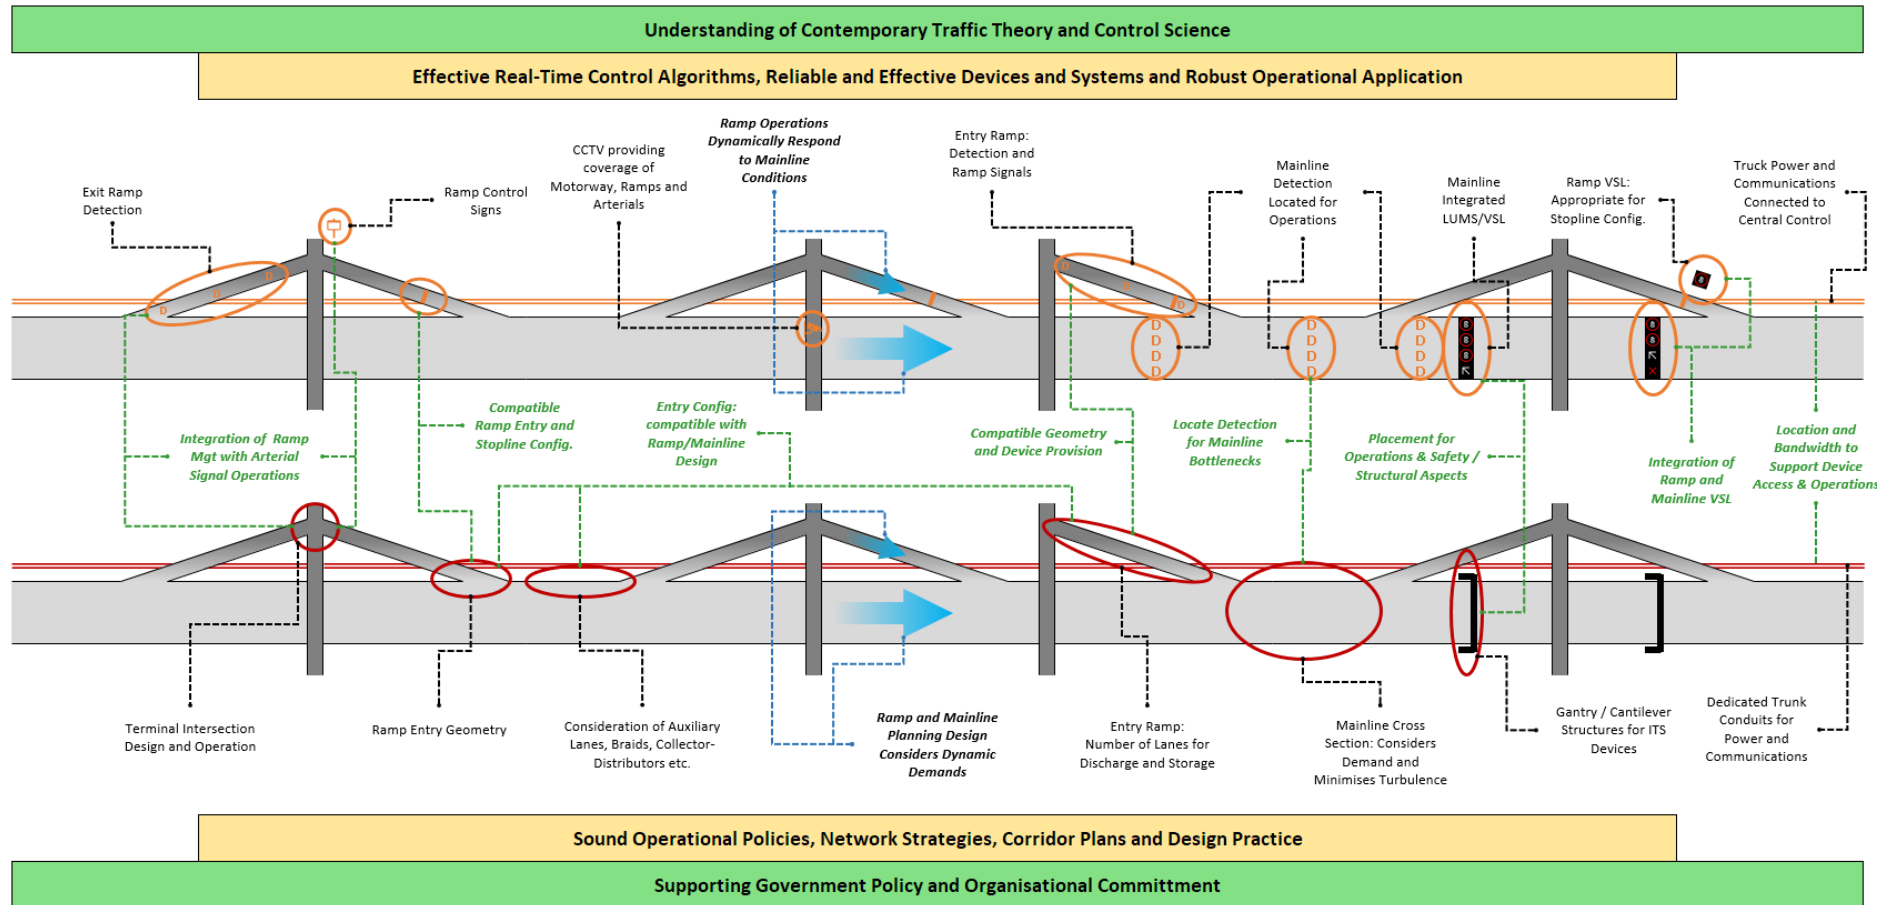 Understanding of Contemporary Traffic Theory and Control Science
Effective Real-Time Control Algorithms, Reliable and Effective Devices and Systems and Robust Operational Application
Exit Ramp
Detection
Ramp Control
Signs
CCTV providing
coverage of
Motorway, Ramps and
Arterials
Ramp Operations
Dynamically Respond
to Mainline
Conditions
Entry Ramp:
Detection and
Ramp Signals
Mainline
Detection
Located for
Operations
Mainline
Integrated
LUMS/VSL
Ramp VSL:
Appropriate for
Stopline Config.
Truck Power and
Communications
Connected to
Central Control
D
D
D
D
D
D
8
D
D
D
D
D
D
D
D
D
D
D
D
8
8
8
8
8
Integration of Ramp
Mgt with Arterial
Signal Operations
Compatible
Ramp Entry and
Stopline Config.
Entry Config:
compatible with
Ramp/Mainline
Design
Compatible Geometry
and Device Provision
Locate Detection
for Mainline
Bottlenecks
Placement for
Operations & Safety /
Structural Aspects
Integration of
Ramp and
Mainline VSL
Location and
Bandwidth to
Support Device
Access & Operations
Terminal Intersection
Design and Operation
Ramp Entry Geometry
Consideration of Auxiliary
Lanes, Braids, Collector-
Distributors etc.
Ramp and Mainline
Planning Design
Considers Dynamic
Demands
Entry Ramp:
Number of Lanes for
Discharge and Storage
Mainline Cross
Section: Considers
Demand and
Minimises Turbulence
Gantry / Cantilever
Structures for ITS
Devices
Dedicated Trunk
Conduits for
Power and
Communications
Sound Operational Policies, Network Strategies, Corridor Plans and Design Practice
Supporting Government Policy and Organisational Committment